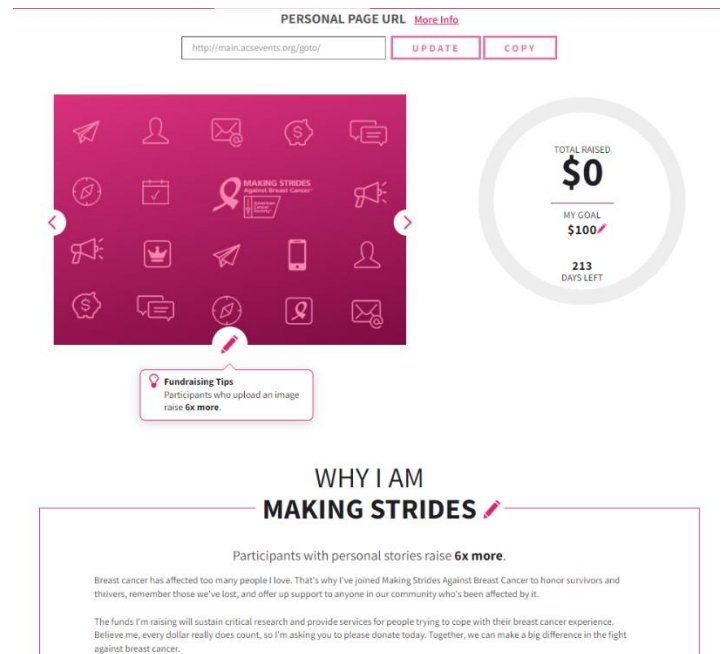 PERSONAL PAGE URL More Info
http://main.acsevents.org/goto/
UPDATE
COPY
MAKING STRIDES
Against Breast Cancer
American
Cancer
Society
TOTAL RAISED
$0
MY GOAL
$100
213
DAYS LEFT
Fundraising Tips
Participants who upload an image
raise 6x more.
WHY I AM
MAKING STRIDES
Participants with personal stories raise 6x more.
Breast cancer has affected too many people I love. That's why I've joined Making Strides Against Breast Cancer to honor survivors and
thrivers, remember those we've lost, and offer up support to anyone in our community who's been affected by it.
The funds I'm raising will sustain critical research and provide services for people trying to cope with their breast cancer experience.
Believe me, every dollar really does count, so I'm asking you to please donate today. Together, we can make a big difference in the fight
against breast cancer.